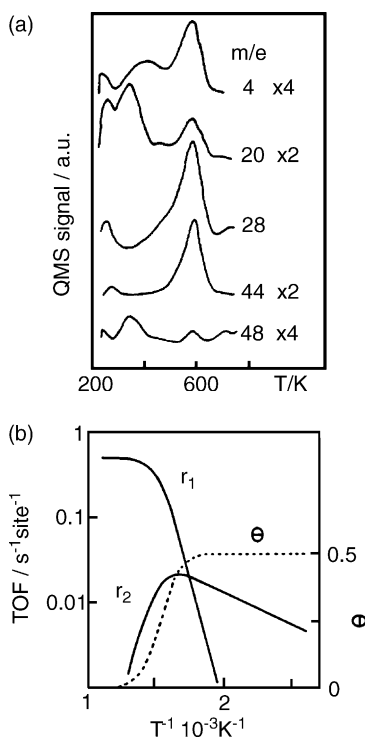 (a)
m/e
4 x4
20 x2
28
44 x2
48 x4
QMS signal / a.u.
200 600 T/K
(b)
1
0.1
0.01
r₁
r₂
Θ
0.5
0
TOF / s⁻¹site⁻¹
Θ
1 2
T⁻¹ 10⁻³K⁻¹